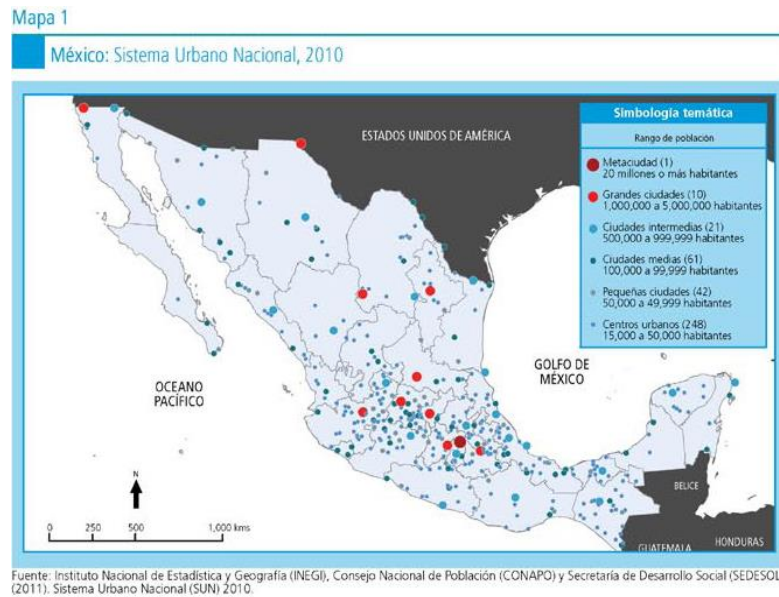 Mapa 1
México: Sistema Urbano Nacional, 2010
ESTADOS UNIDOS DE AMÉRICA
Simbología temática
Rango de población
Metaciudad (1)
20 millones o más habitantes
Grandes ciudades (10)
1,000,000 a 5,000,000 habitantes
Ciudades intermedias (21)
500,000 a 999,999 habitantes
Ciudades medias (61)
100,000 a 99,999 habitantes
Pequeñas ciudades (42)
50,000 a 49,999 habitantes
Centros urbanos (248)
15,000 a 50,000 habitantes
GOLFO DE
MÉXICO
OCEANO
PACÍFICO
N
BELICE
0 250 500 1,000 kms
GUATEMALA
HONDURAS
Fuente: Instituto Nacional de Estadística y Geografía (INEGI), Consejo Nacional de Población (CONAPO) y Secretaría de Desarrollo Social (SEDESOL
(2011). Sistema Urbano Nacional (SUN) 2010.